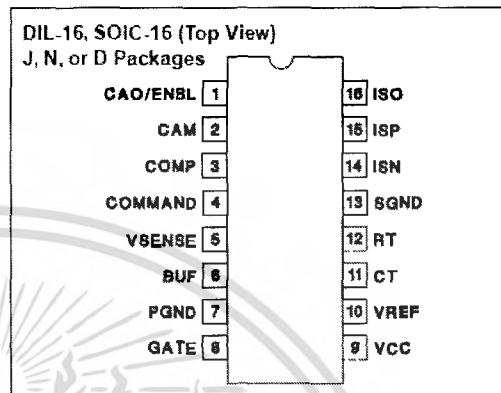 DIL-16, SOIC-16 (Top View)
J, N, or D Packages
CAO/ENBL 1
CAM 2
COMP 3
COMMAND 4
VSENSE 5
BUF 6
PGND 7
GATE 8
16 ISO
15 ISP
14 ISN
13 SGND
12 RT
11 CT
10 VREF
9 VCC